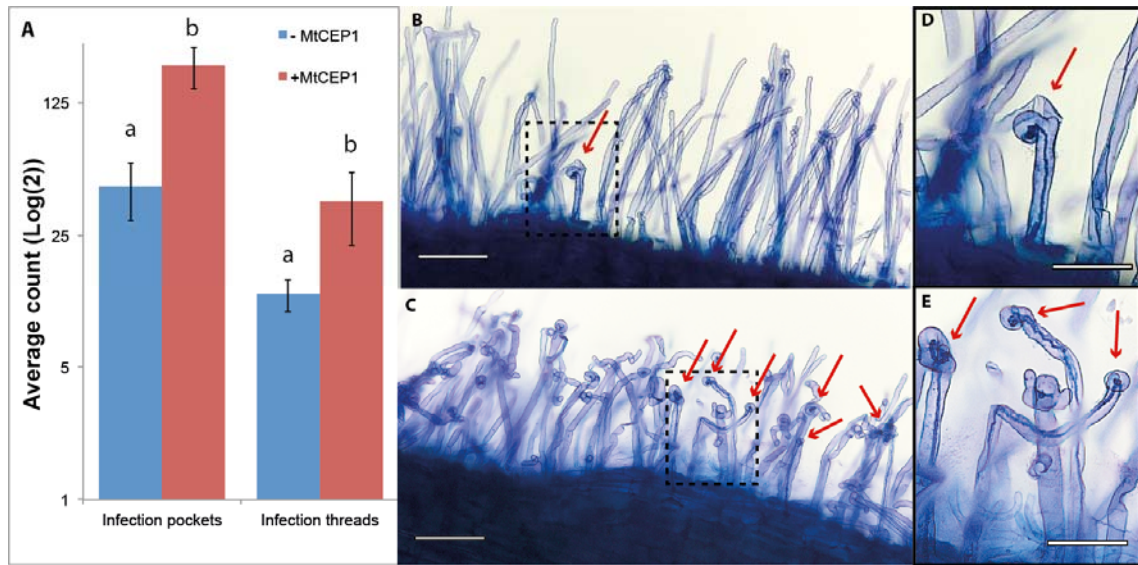 A
Average count (Log(2))
125
25
5
1
a
b
a
b
- MtCEP1
+MtCEP1
Infection pockets
Infection threads
B
C
D
E